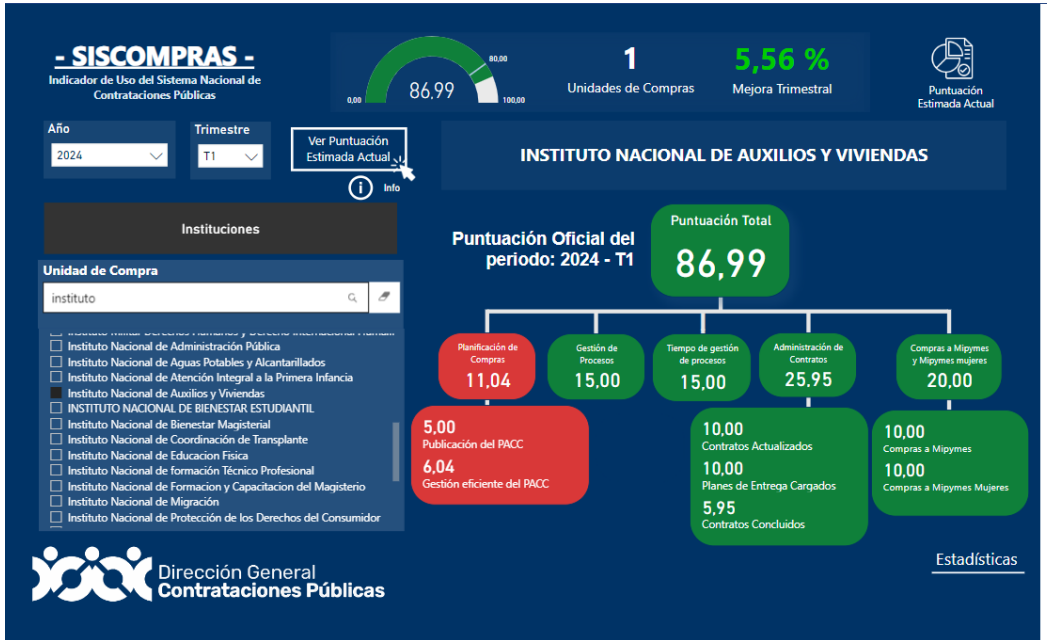 - SISCOMPRAS -
Indicador de Uso del Sistema Nacional de
Contrataciones Públicas
0,00
86,99
80,00
100,00
1
Unidades de Compras
5,56 %
Mejora Trimestral
Puntuación
Estimada Actual
Año
2024
Trimestre
T1
Ver Puntuación
Estimada Actual
Info
INSTITUTO NACIONAL DE AUXILIOS Y VIVIENDAS
Instituciones
Unidad de Compra
instituto
Instituto Nacional de Administración Pública
Instituto Nacional de Aguas Potables y Alcantarillados
Instituto Nacional de Atención Integral a la Primera Infancia
Instituto Nacional de Auxilios y Viviendas
INSTITUTO NACIONAL DE BIENESTAR ESTUDIANTIL
Instituto Nacional de Bienestar Magisterial
Instituto Nacional de Coordinación de Transplante
Instituto Nacional de Educacion Fisica
Instituto Nacional de formación Técnico Profesional
Instituto Nacional de Formacion y Capacitacion del Magisterio
Instituto Nacional de Migración
Instituto Nacional de Protección de los Derechos del Consumidor
Puntuación Oficial del
periodo: 2024 - T1
Puntuación Total
86,99
Planificación de
Compras
11,04
Gestión de
Procesos
15,00
Tiempo de gestión
de procesos
15,00
Administración de
Contratos
25,95
Compras a Mipymes
y Mipymes mujeres
20,00
5,00
Publicación del PACC
6,04
Gestión eficiente del PACC
10,00
Contratos Actualizados
10,00
Planes de Entrega Cargados
5,95
Contratos Concluidos
10,00
Compras a Mipymes
10,00
Compras a Mipymes Mujeres
Dirección General
Contrataciones Públicas
Estadísticas